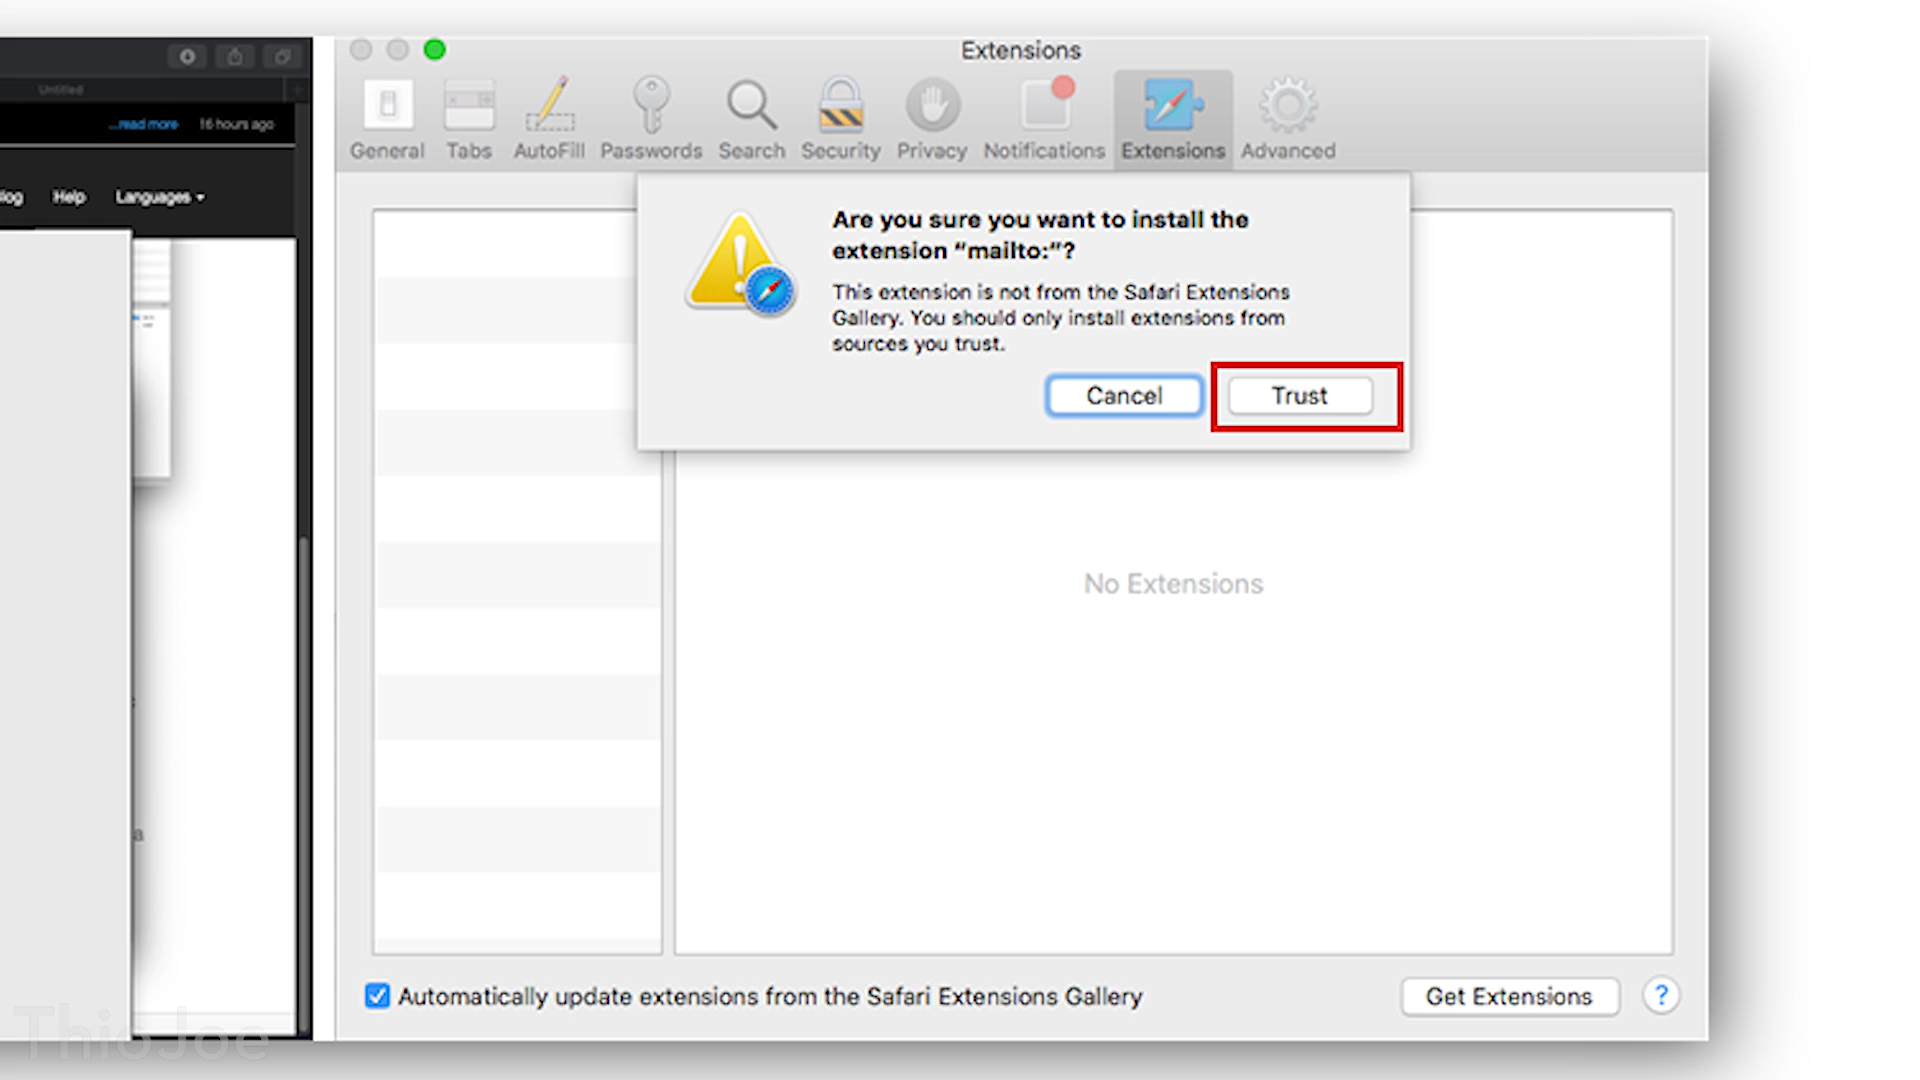 Untitled
...read more 16 hours ago
Help Languages
Extensions
General Tabs AutoFill Passwords Search Security Privacy Notifications Extensions Advanced
Are you sure you want to install the
extension “mailto:”?
This extension is not from the Safari Extensions
Gallery. You should only install extensions from
sources you trust.
Cancel Trust
No Extensions
Automatically update extensions from the Safari Extensions Gallery
Get Extensions ?
ThioJoe